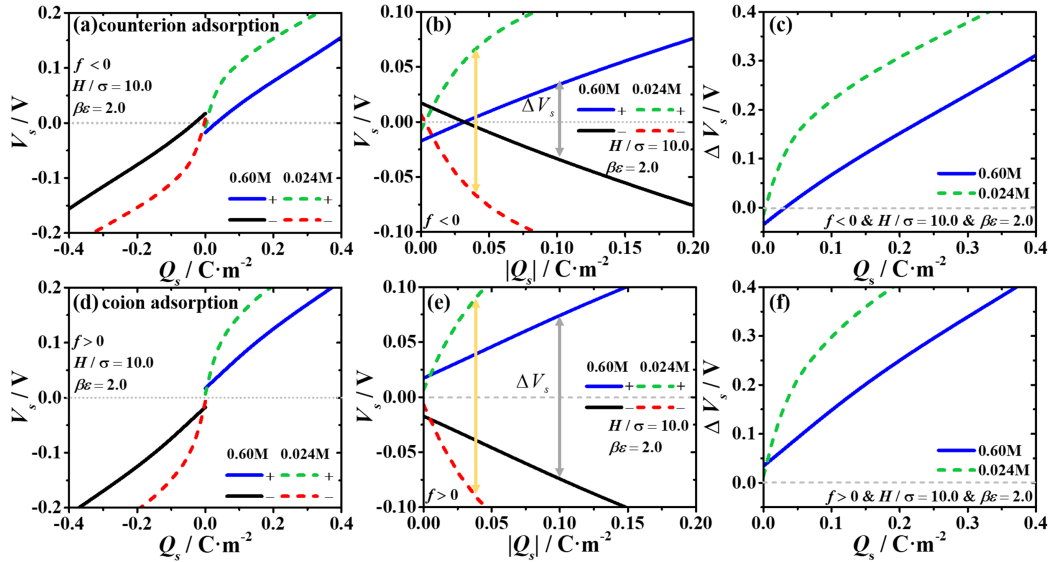 (a) counterion adsorption
f < 0
H / σ = 10.0
βε = 2.0
0.60M 0.024M
+ +
− −
0.2
0.1
0.0
-0.1
-0.2
V_s / V
-0.4 -0.2 0.0 0.2 0.4
Q_s / C·m⁻²
(b)
0.60M 0.024M
+ +
− −
ΔV_s
H / σ = 10.0
βε = 2.0
f < 0
0.10
0.05
0.00
-0.05
-0.10
V_s / V
0.00 0.05 0.10 0.15 0.20
|Q_s| / C·m⁻²
(c)
0.60M
0.024M
f < 0 & H / σ = 10.0 & βε = 2.0
0.4
0.3
0.2
0.1
0.0
Δ V_s / V
0.0 0.1 0.2 0.3 0.4
Q_s / C·m⁻²
(d) coion adsorption
f > 0
H / σ = 10.0
βε = 2.0
0.60M 0.024M
+ +
− −
0.2
0.1
0.0
-0.1
-0.2
V_s / V
-0.4 -0.2 0.0 0.2 0.4
Q_s / C·m⁻²
(e)
0.60M 0.024M
+ +
− −
ΔV_s
H / σ = 10.0
βε = 2.0
f > 0
0.10
0.05
0.00
-0.05
-0.10
V_s / V
0.00 0.05 0.10 0.15 0.20
|Q_s| / C·m⁻²
(f)
0.60M
0.024M
f > 0 & H / σ = 10.0 & βε = 2.0
0.4
0.3
0.2
0.1
0.0
Δ V_s / V
0.0 0.1 0.2 0.3 0.4
Q_s / C·m⁻²